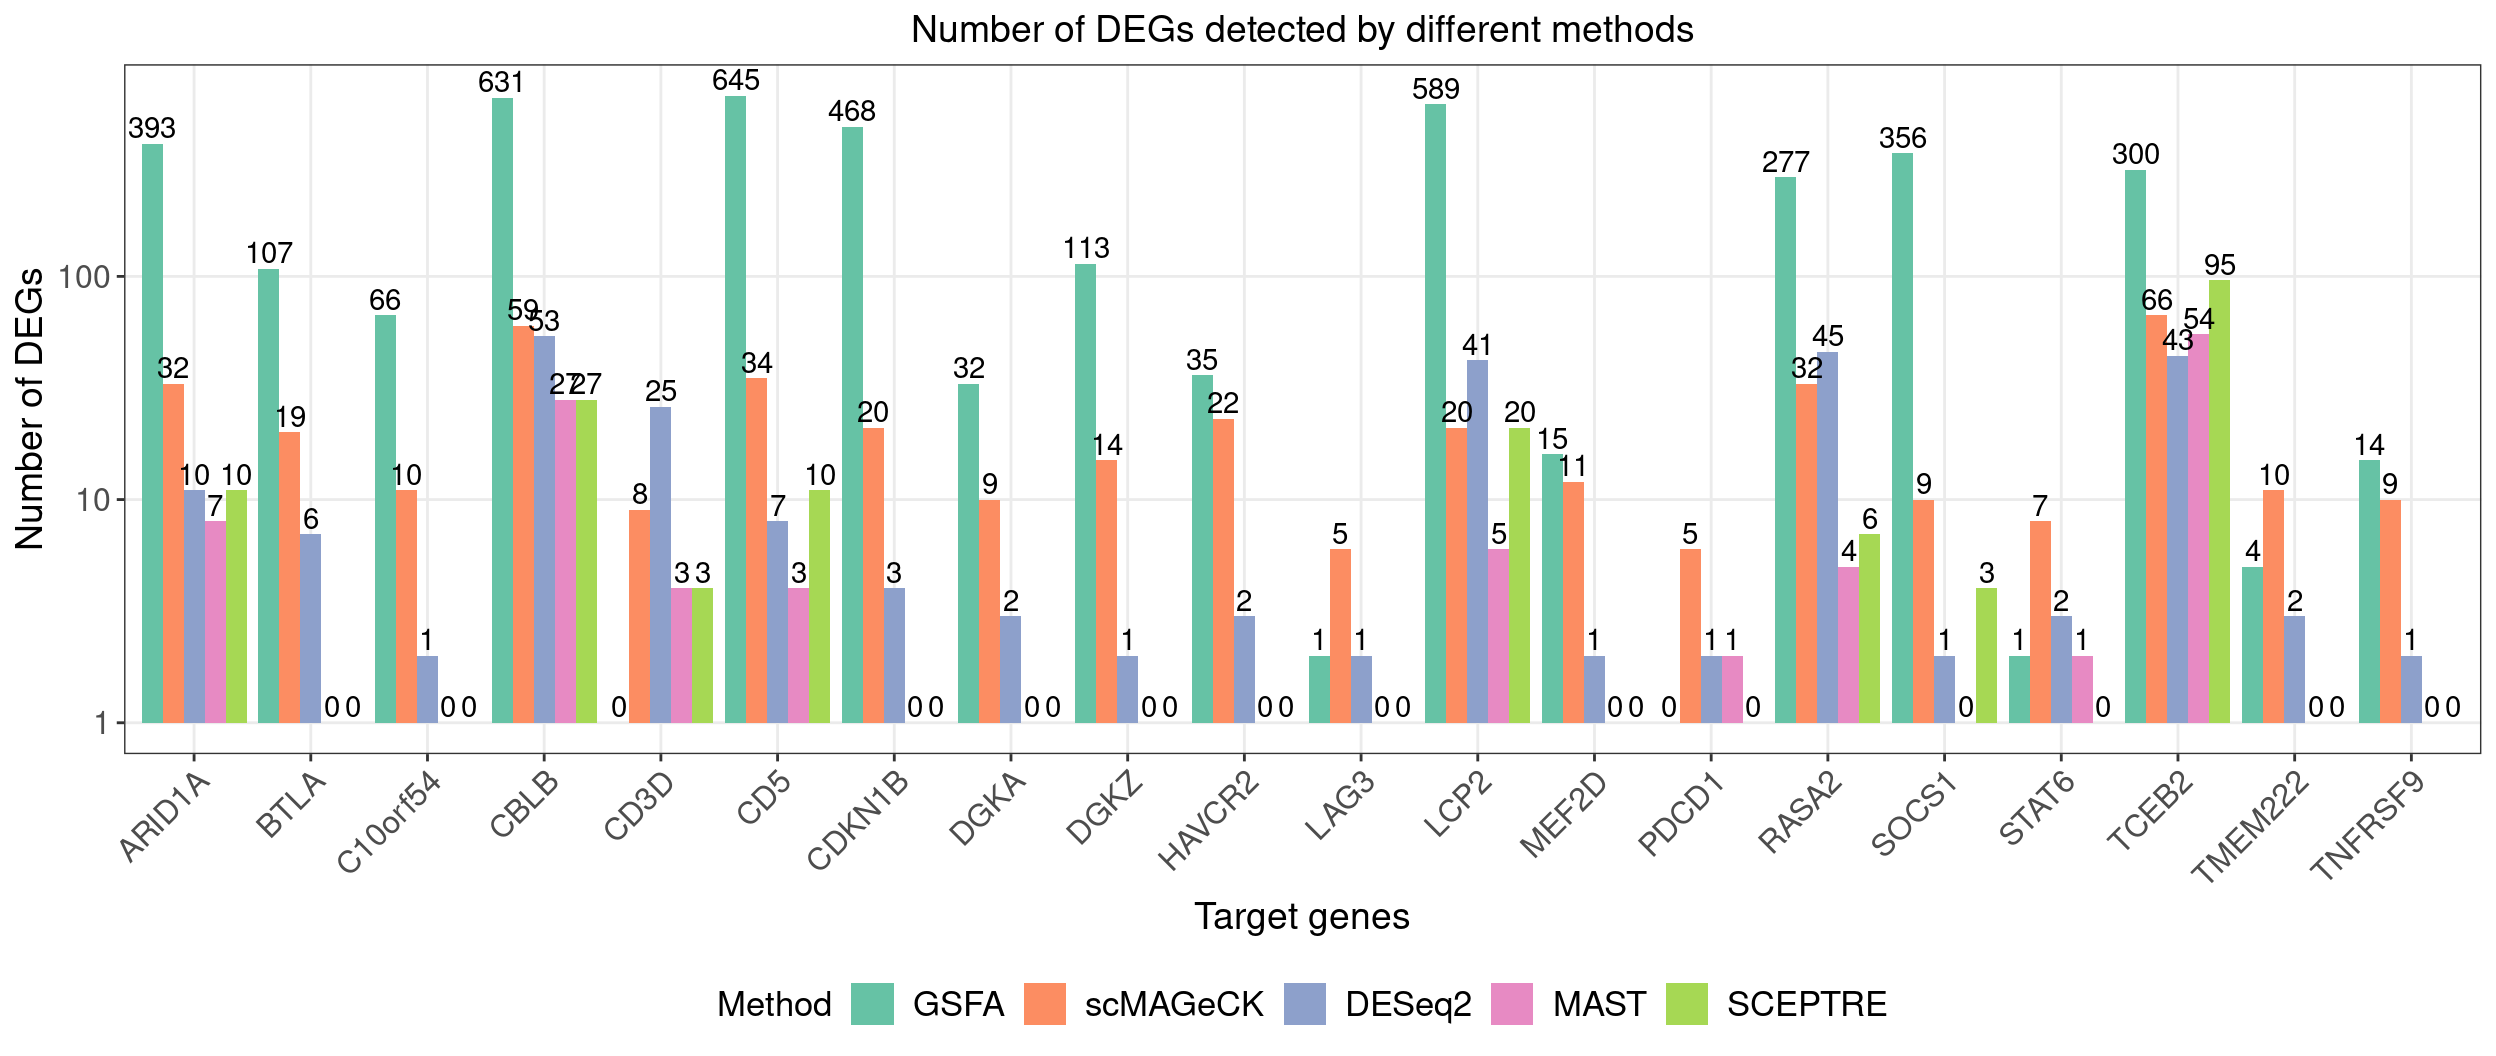 Number of DEGs detected by different methods
Number of DEGs
100
10
1
393 32 10 7 10
107 19 6 0 0
66 10 1 0 0
631 59 53 27 27
0 8 25 3 3
645 34 7 3 10
468 20 3 0 0
32 9 2 0 0
113 14 1 0 0
35 22 2 0 0
1 5 1 0 0
589 20 41 5 20
15 11 1 0 0
0 5 1 1 0
277 32 45 4 6
356 9 1 0 3
1 7 2 1 0
300 66 43 54 95
4 10 2 0 0
14 9 1 0 0
ARID1A BTLA C10orf54 CBLB CD3D CD5 CDKN1B DGKA DGKZ HAVCR2 LAG3 LCP2 MEF2D PDCD1 RASA2 SOCS1 STAT6 TCEB2 TMEM222 TNFRSF9
Target genes
Method GSFA scMAGeCK DESeq2 MAST SCEPTRE